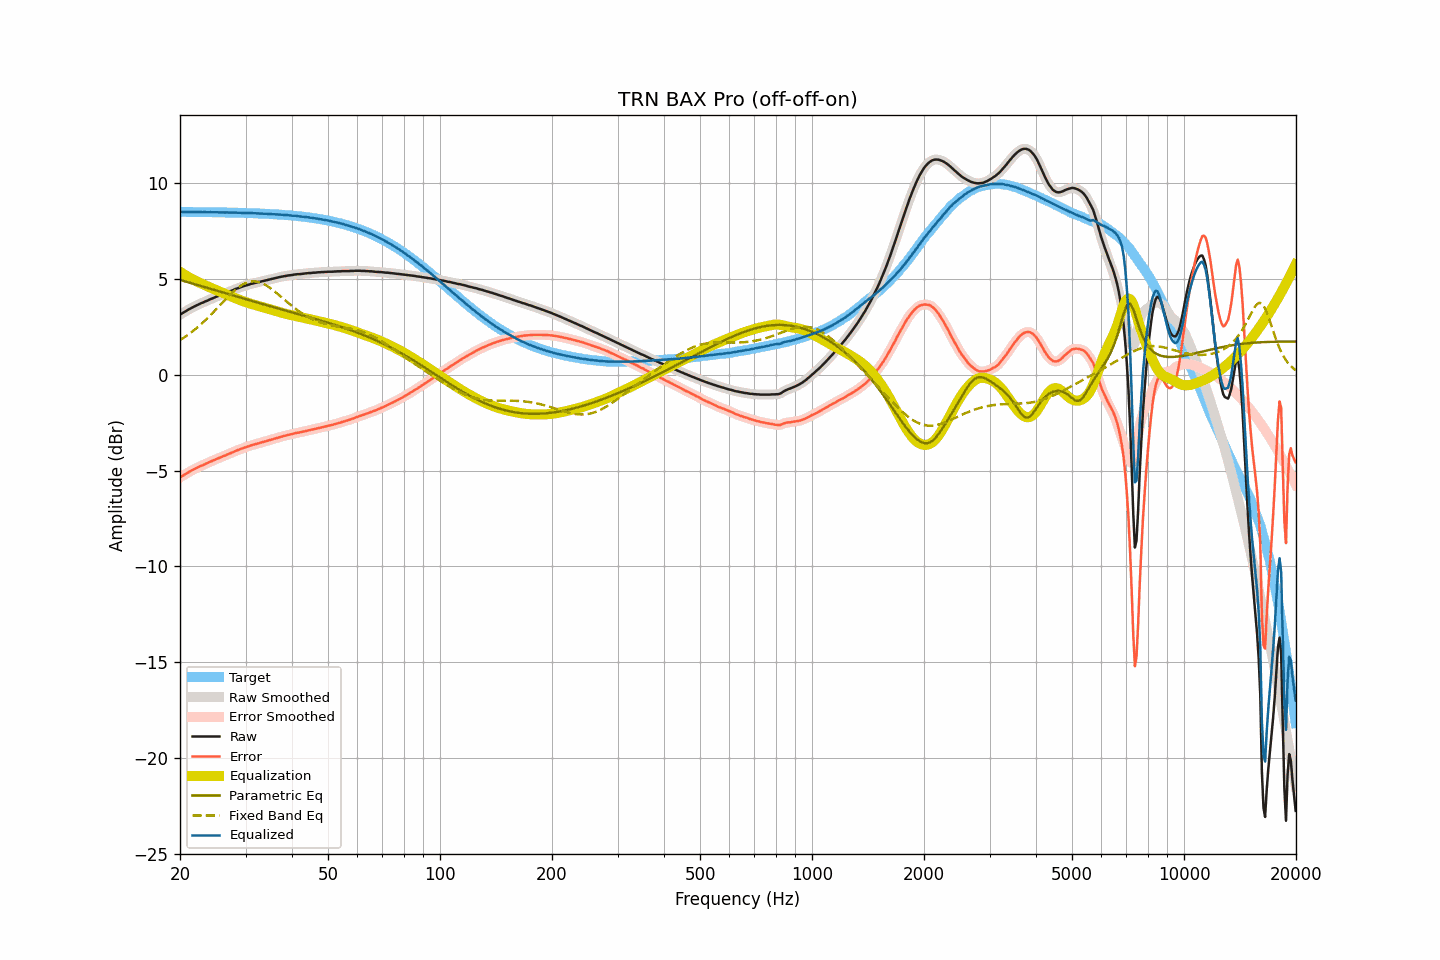 TRN BAX Pro (off-off-on)
Amplitude (dBr)
10
5
0
−5
−10
−15
−20
−25
Target
Raw Smoothed
Error Smoothed
Raw
Error
Equalization
Parametric Eq
Fixed Band Eq
Equalized
20 50 100 200 500 1000 2000 5000 10000 20000
Frequency (Hz)